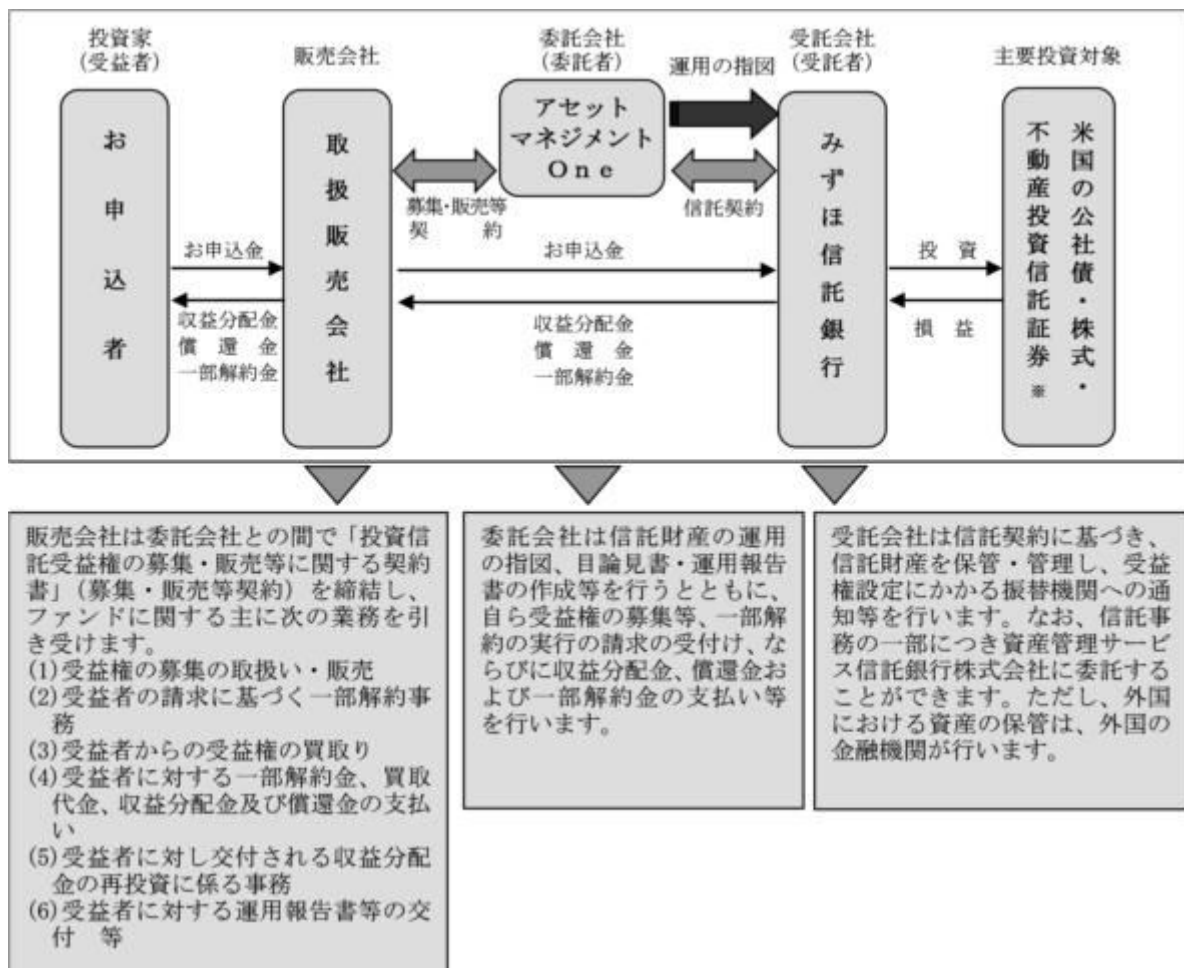 投資家
(受益者)
販売会社
委託会社
(委託者)
運用の指図
受託会社
(受託者)
主要投資対象
お申込者
取扱販売会社
アセット
マネジメント
One
みずほ信託銀行
米国の公社債・株式・
不動産投資信託証券※
募集・販売等
契約
信託契約
お申込金
収益分配金
償還金
一部解約金
お申込金
収益分配金
償還金
一部解約金
投資
損益
販売会社は委託会社との間で「投資信
託受益権の募集・販売等に関する契約
書」(募集・販売等契約)を締結し、
ファンドに関する主に次の業務を引
き受けます。
(1)受益権の募集の取扱い・販売
(2)受益者の請求に基づく一部解約事
務
(3)受益者からの受益権の買取り
(4)受益者に対する一部解約金、買取
代金、収益分配金及び償還金の支払
い
(5)受益者に対し交付される収益分配
金の再投資に係る事務
(6)受益者に対する運用報告書等の交
付 等
委託会社は信託財産の運用
の指図、目論見書・運用報告
書の作成等を行うとともに、
自ら受益権の募集等、一部解
約の実行の請求の受付け、な
らびに収益分配金、償還金お
よび一部解約金の支払い等
を行います。
受託会社は信託契約に基づき、
信託財産を保管・管理し、受益
権設定にかかる振替機関への通
知等を行います。なお、信託事
務の一部につき資産管理サービ
ス信託銀行株式会社に委託する
ことができます。ただし、外国
における資産の保管は、外国の
金融機関が行います。